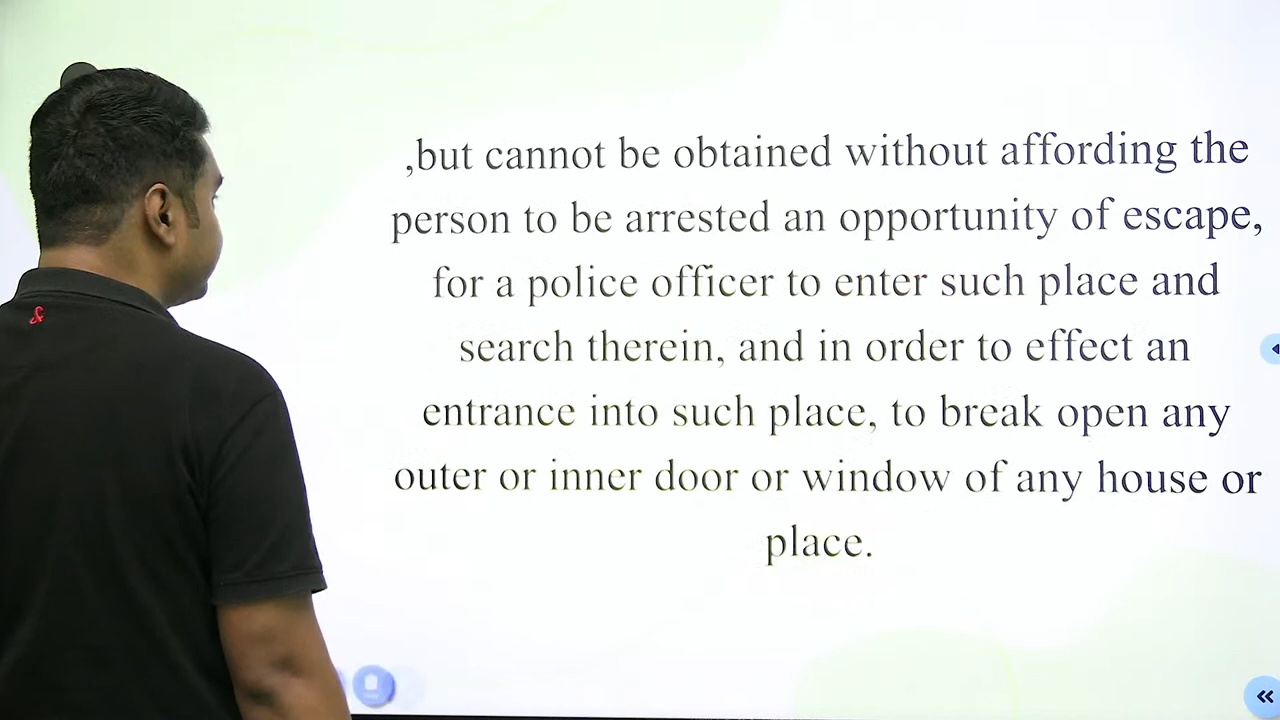 ,but cannot be obtained without affording the
person to be arrested an opportunity of escape,
for a police officer to enter such place and
search therein, and in order to effect an
entrance into such place, to break open any
outer or inner door or window of any house or
place.